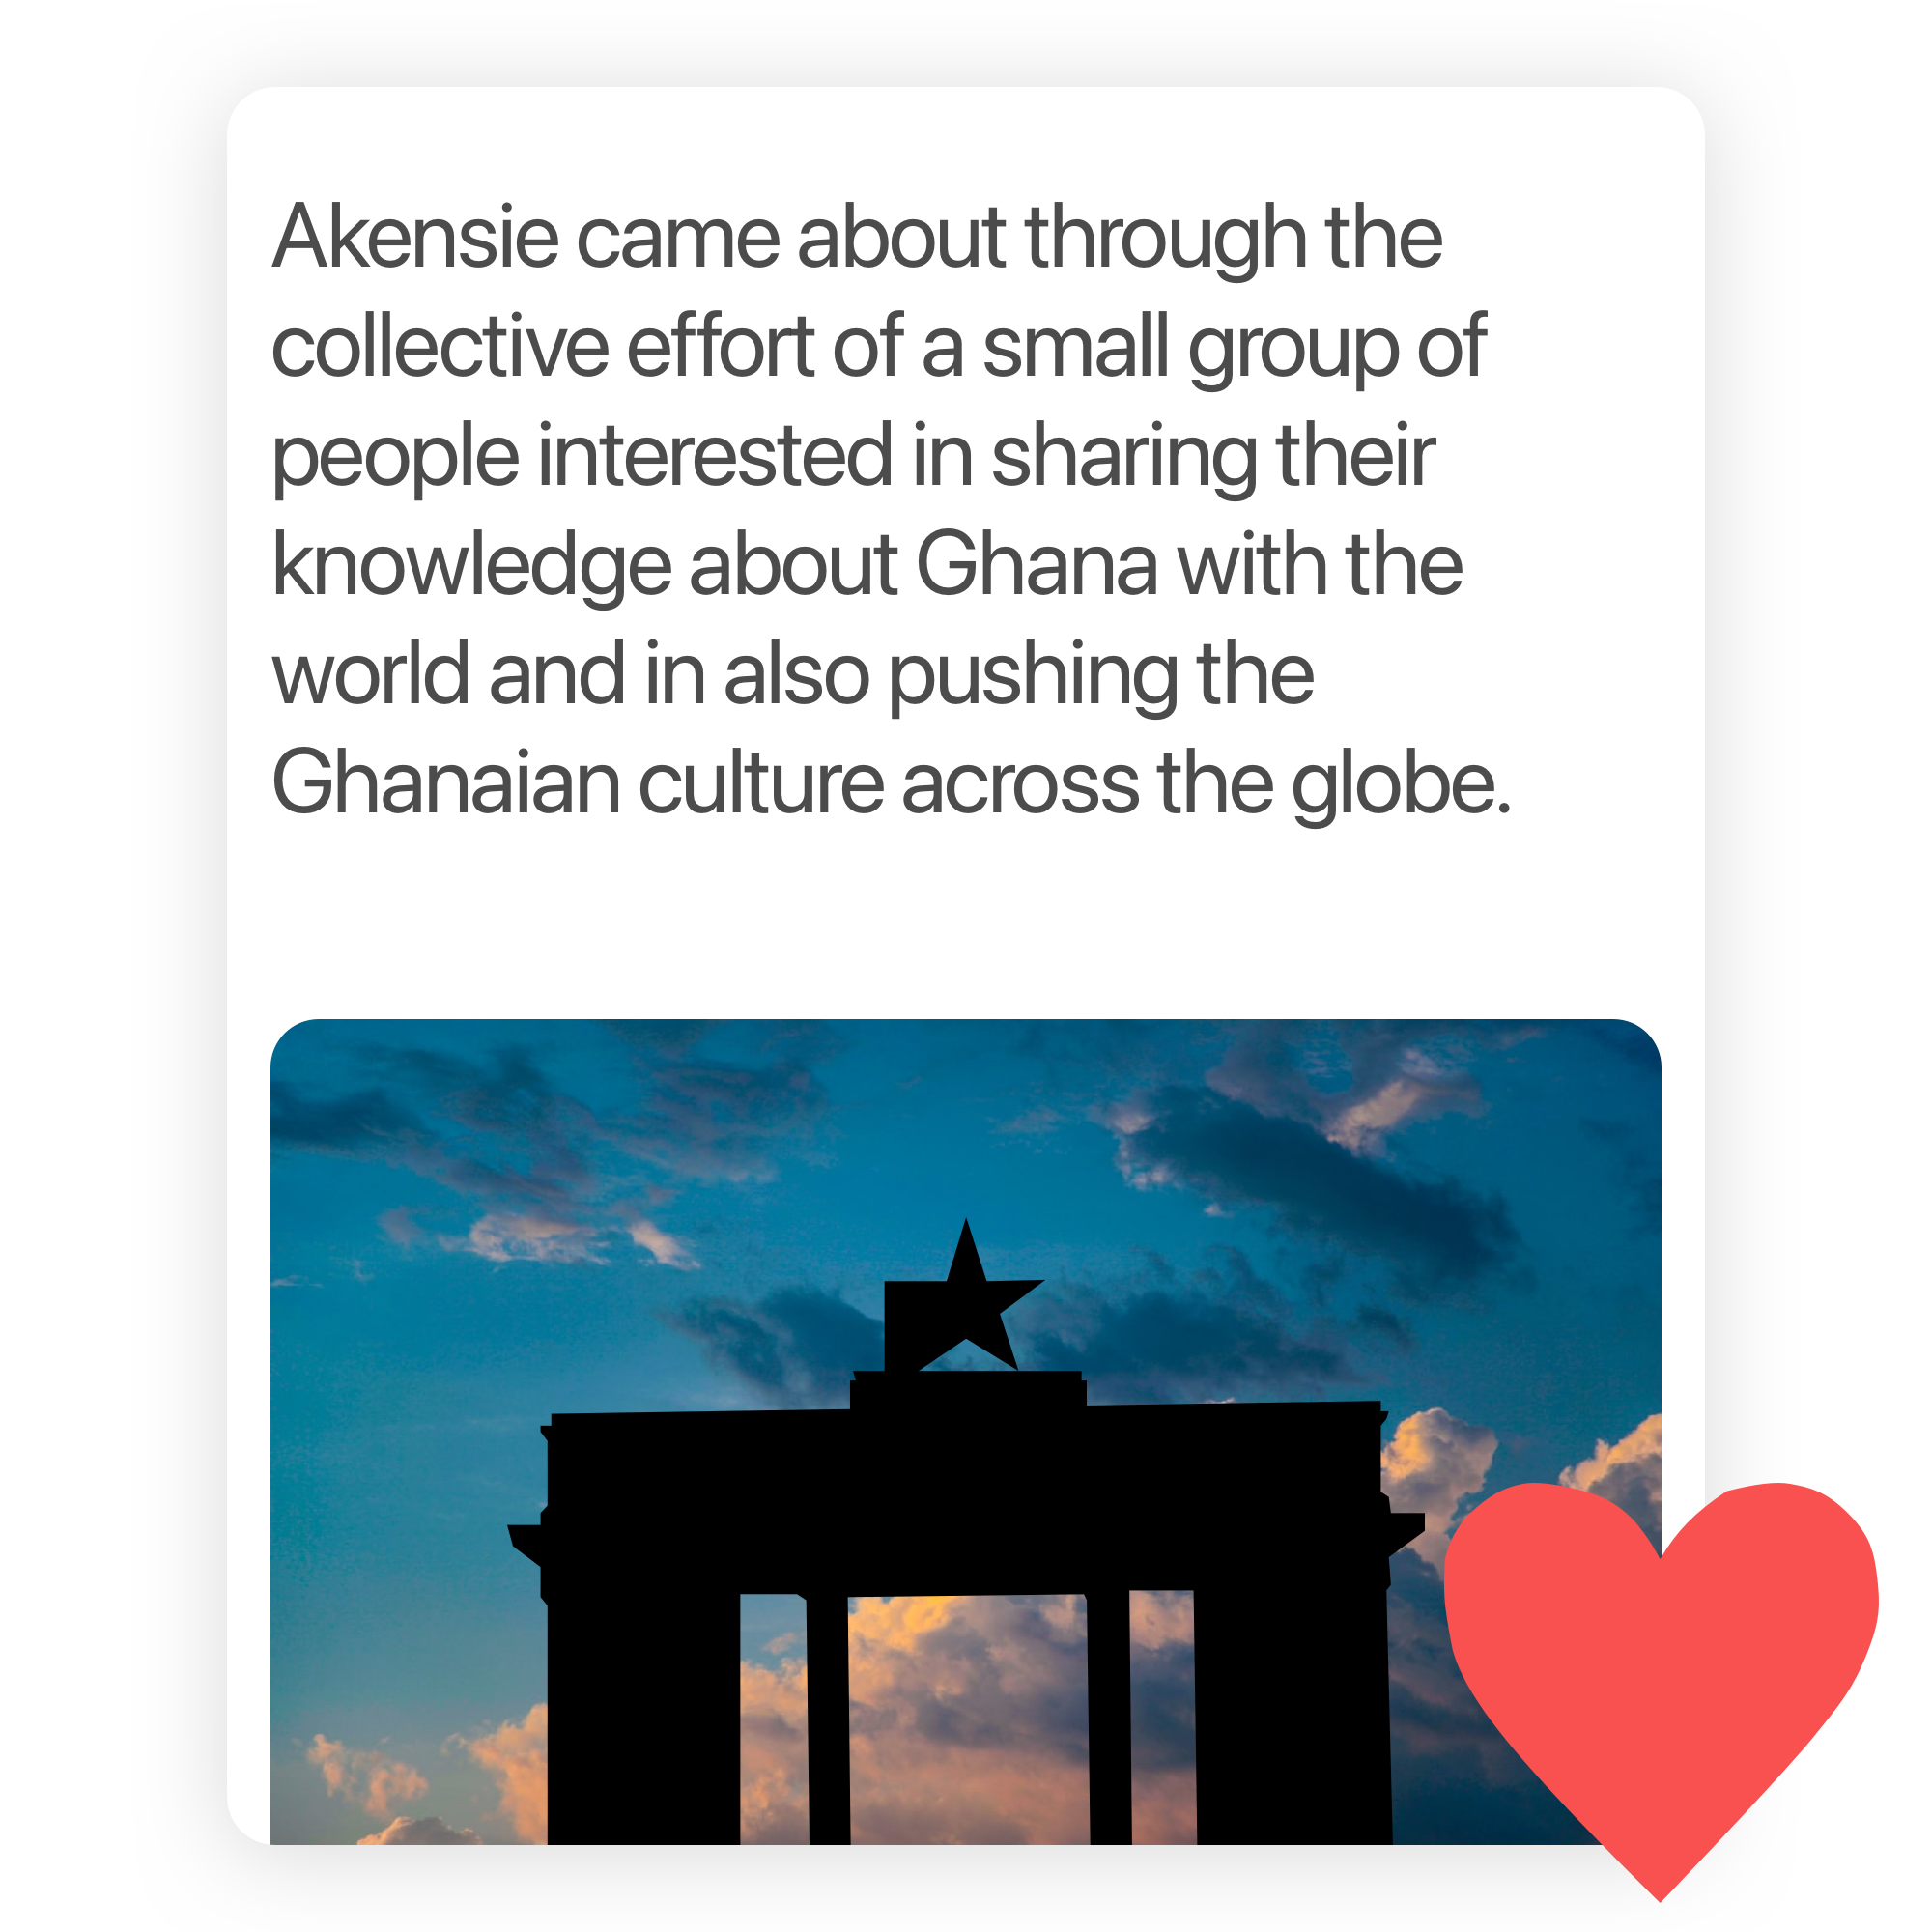 Akensie came about through the
collective effort of a small group of
people interested in sharing their
knowledge about Ghana with the
world and in also pushing the
Ghanaian culture across the globe.